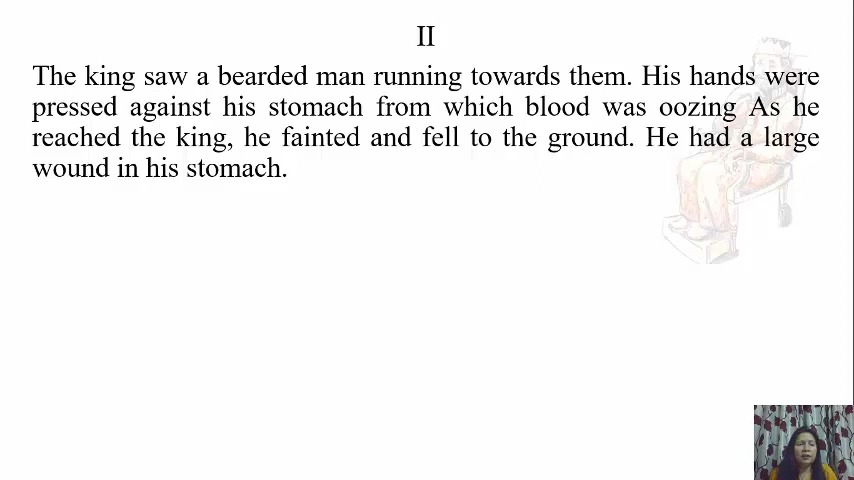 II
The king saw a bearded man running towards them. His hands were
pressed against his stomach from which blood was oozing As he
reached the king, he fainted and fell to the ground. He had a large
wound in his stomach.